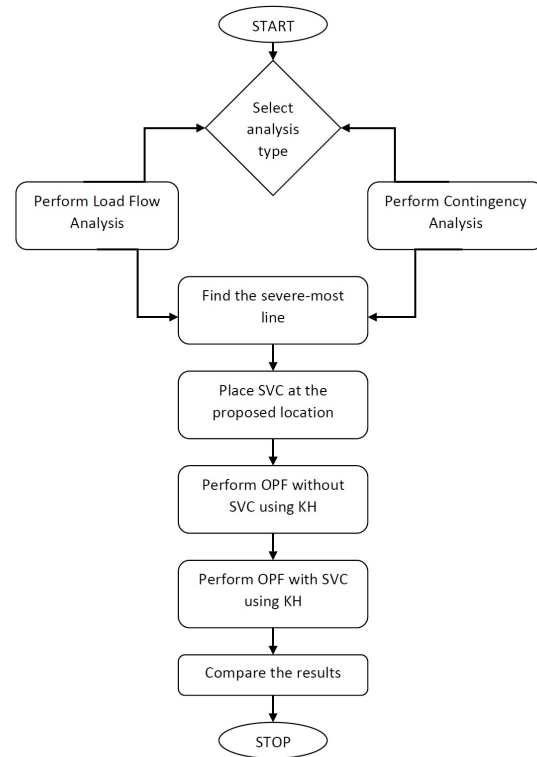 START
Select
analysis
type
Perform Load Flow
Analysis
Perform Contingency
Analysis
Find the severe-most
line
Place SVC at the
proposed location
Perform OPF without
SVC using KH
Perform OPF with SVC
using KH
Compare the results
STOP